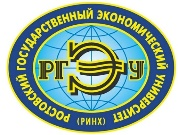 РОСТОВСКИЙ ГОСУДАРСТВЕННЫЙ ЭКОНОМИЧЕСКИЙ УНИВЕРСИТЕТ
РГЭУ
(РИНХ)